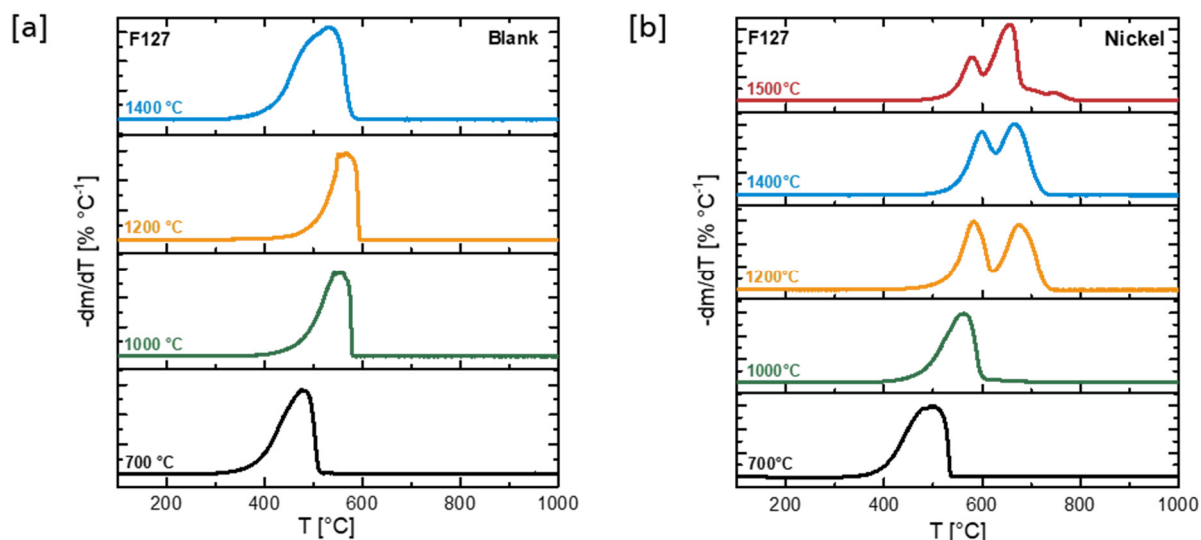 [a]
F127 Blank
1400 °C
1200 °C
1000 °C
700 °C
-dm/dT [% °C⁻¹]
200 400 600 800 1000
T [°C]
[b]
F127 Nickel
1500 °C
1400°C
1200 °C
1000°C
700°C
-dm/dT [% °C⁻¹]
200 400 600 800 1000
T [°C]